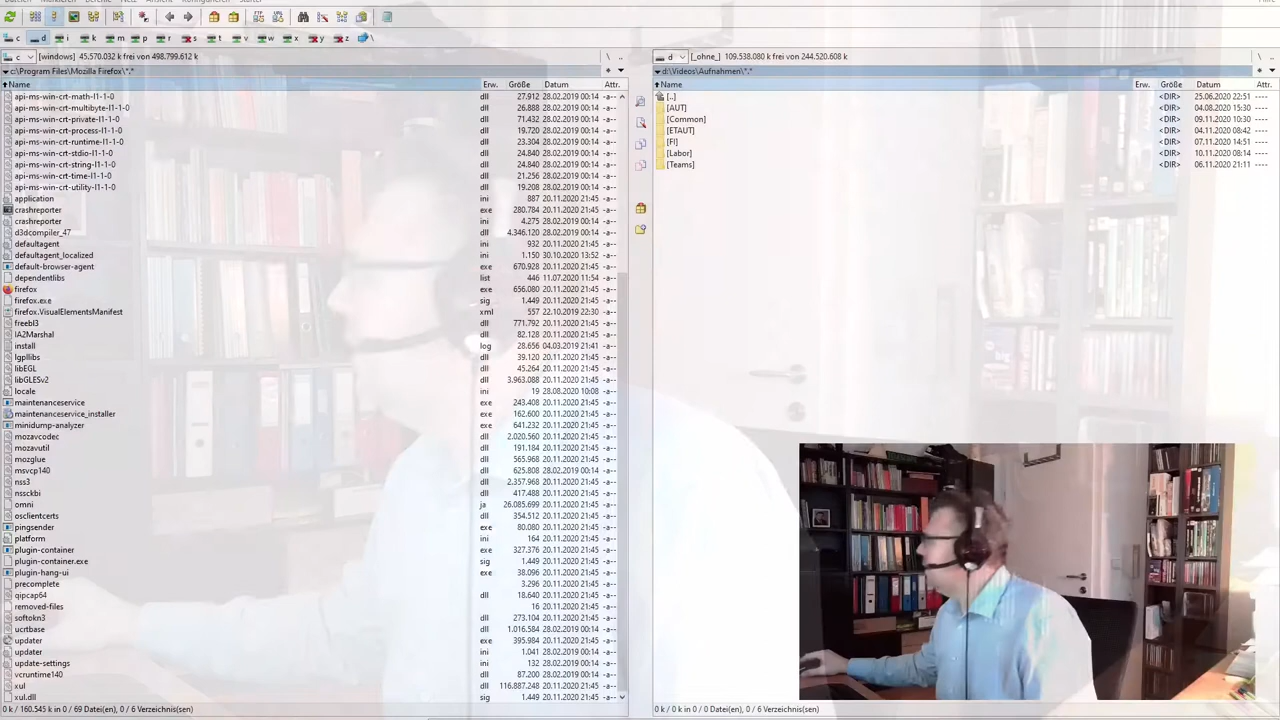 c d i k m p r s t v w x y z \
c [windows] 45.570.032 k frei von 498.799.612 k \ ..
d [_ohne_] 109.538.080 k frei von 244.520.608 k \ ..
c:\Program Files\Mozilla Firefox\*.*
d:\Videos\Aufnahmen\*.*
Name Erw. Größe Datum Attr.
api-ms-win-crt-math-l1-1-0 dll 27.912 28.02.2019 00:14 -a--
api-ms-win-crt-multibyte-l1-1-0 dll 26.888 28.02.2019 00:14 -a--
api-ms-win-crt-private-l1-1-0 dll 71.432 28.02.2019 00:14 -a--
api-ms-win-crt-process-l1-1-0 dll 19.720 28.02.2019 00:14 -a--
api-ms-win-crt-runtime-l1-1-0 dll 23.304 28.02.2019 00:14 -a--
api-ms-win-crt-stdio-l1-1-0 dll 24.840 28.02.2019 00:14 -a--
api-ms-win-crt-string-l1-1-0 dll 24.840 28.02.2019 00:14 -a--
api-ms-win-crt-time-l1-1-0 dll 21.256 28.02.2019 00:14 -a--
api-ms-win-crt-utility-l1-1-0 dll 19.208 28.02.2019 00:14 -a--
application ini 887 20.11.2020 21:45 -a--
crashreporter exe 280.784 20.11.2020 21:45 -a--
crashreporter ini 4.275 20.11.2020 21:45 -a--
d3dcompiler_47 dll 4.346.120 28.02.2019 00:14 -a--
defaultagent ini 932 20.11.2020 21:45 -a--
defaultagent_localized ini 1.150 30.10.2020 13:52 -a--
default-browser-agent exe 670.928 20.11.2020 21:45 -a--
dependentlibs list 446 11.07.2020 11:54 -a--
firefox exe 656.080 20.11.2020 21:45 -a--
firefox.exe sig 1.449 20.11.2020 21:45 -a--
firefox.VisualElementsManifest xml 557 22.10.2019 22:30 -a--
freebl3 dll 771.792 20.11.2020 21:45 -a--
IA2Marshal dll 82.128 20.11.2020 21:45 -a--
install log 28.656 04.03.2019 21:41 -a--
lgpllibs dll 39.120 20.11.2020 21:45 -a--
libEGL dll 45.264 20.11.2020 21:45 -a--
libGLESv2 dll 3.963.088 20.11.2020 21:45 -a--
locale ini 19 28.08.2020 10:08 -a--
maintenanceservice exe 243.408 20.11.2020 21:45 -a--
maintenanceservice_installer exe 162.600 20.11.2020 21:45 -a--
minidump-analyzer exe 641.232 20.11.2020 21:45 -a--
mozavcodec dll 2.020.560 20.11.2020 21:45 -a--
mozavutil dll 191.184 20.11.2020 21:45 -a--
mozglue dll 565.968 20.11.2020 21:45 -a--
msvcp140 dll 625.808 28.02.2019 00:14 -a--
nss3 dll 2.357.968 20.11.2020 21:45 -a--
nssckbi dll 417.488 20.11.2020 21:45 -a--
omni ja 26.085.699 20.11.2020 21:45 -a--
osclientcerts dll 354.512 20.11.2020 21:45 -a--
pingsender exe 80.080 20.11.2020 21:45 -a--
platform ini 164 20.11.2020 21:45 -a--
plugin-container exe 327.376 20.11.2020 21:45 -a--
plugin-container.exe sig 1.449 20.11.2020 21:45 -a--
plugin-hang-ui exe 38.096 20.11.2020 21:45 -a--
precomplete 3.296 20.11.2020 21:45 -a--
qipcap64 dll 18.640 20.11.2020 21:45 -a--
removed-files 16 20.11.2020 21:45 -a--
softokn3 dll 273.104 20.11.2020 21:45 -a--
ucrtbase dll 1.016.584 28.02.2019 00:14 -a--
updater exe 395.984 20.11.2020 21:45 -a--
updater ini 1.041 20.11.2020 21:45 -a--
update-settings ini 132 20.11.2020 21:45 -a--
vcruntime140 dll 87.200 28.02.2019 00:14 -a--
xul dll 116.887.248 20.11.2020 21:45 -a--
xul.dll sig 1.449 20.11.2020 21:45 -a--
0 k / 160.545 k in 0 / 69 Datei(en), 0 / 6 Verzeichnis(sen)
Name Erw. Größe Datum Attr.
[..] <DIR> 25.06.2020 22:51 ----
[AUT] <DIR> 04.08.2020 15:30 ----
[Common] <DIR> 09.11.2020 10:30 ----
[ETAUT] <DIR> 04.11.2020 08:42 ----
[FI] <DIR> 07.11.2020 14:51 ----
[Labor] <DIR> 10.11.2020 08:14 ----
[Teams] <DIR> 06.11.2020 21:11 ----
0 k / 0 k in 0 / 0 Datei(en), 0 / 6 Verzeichnis(sen)